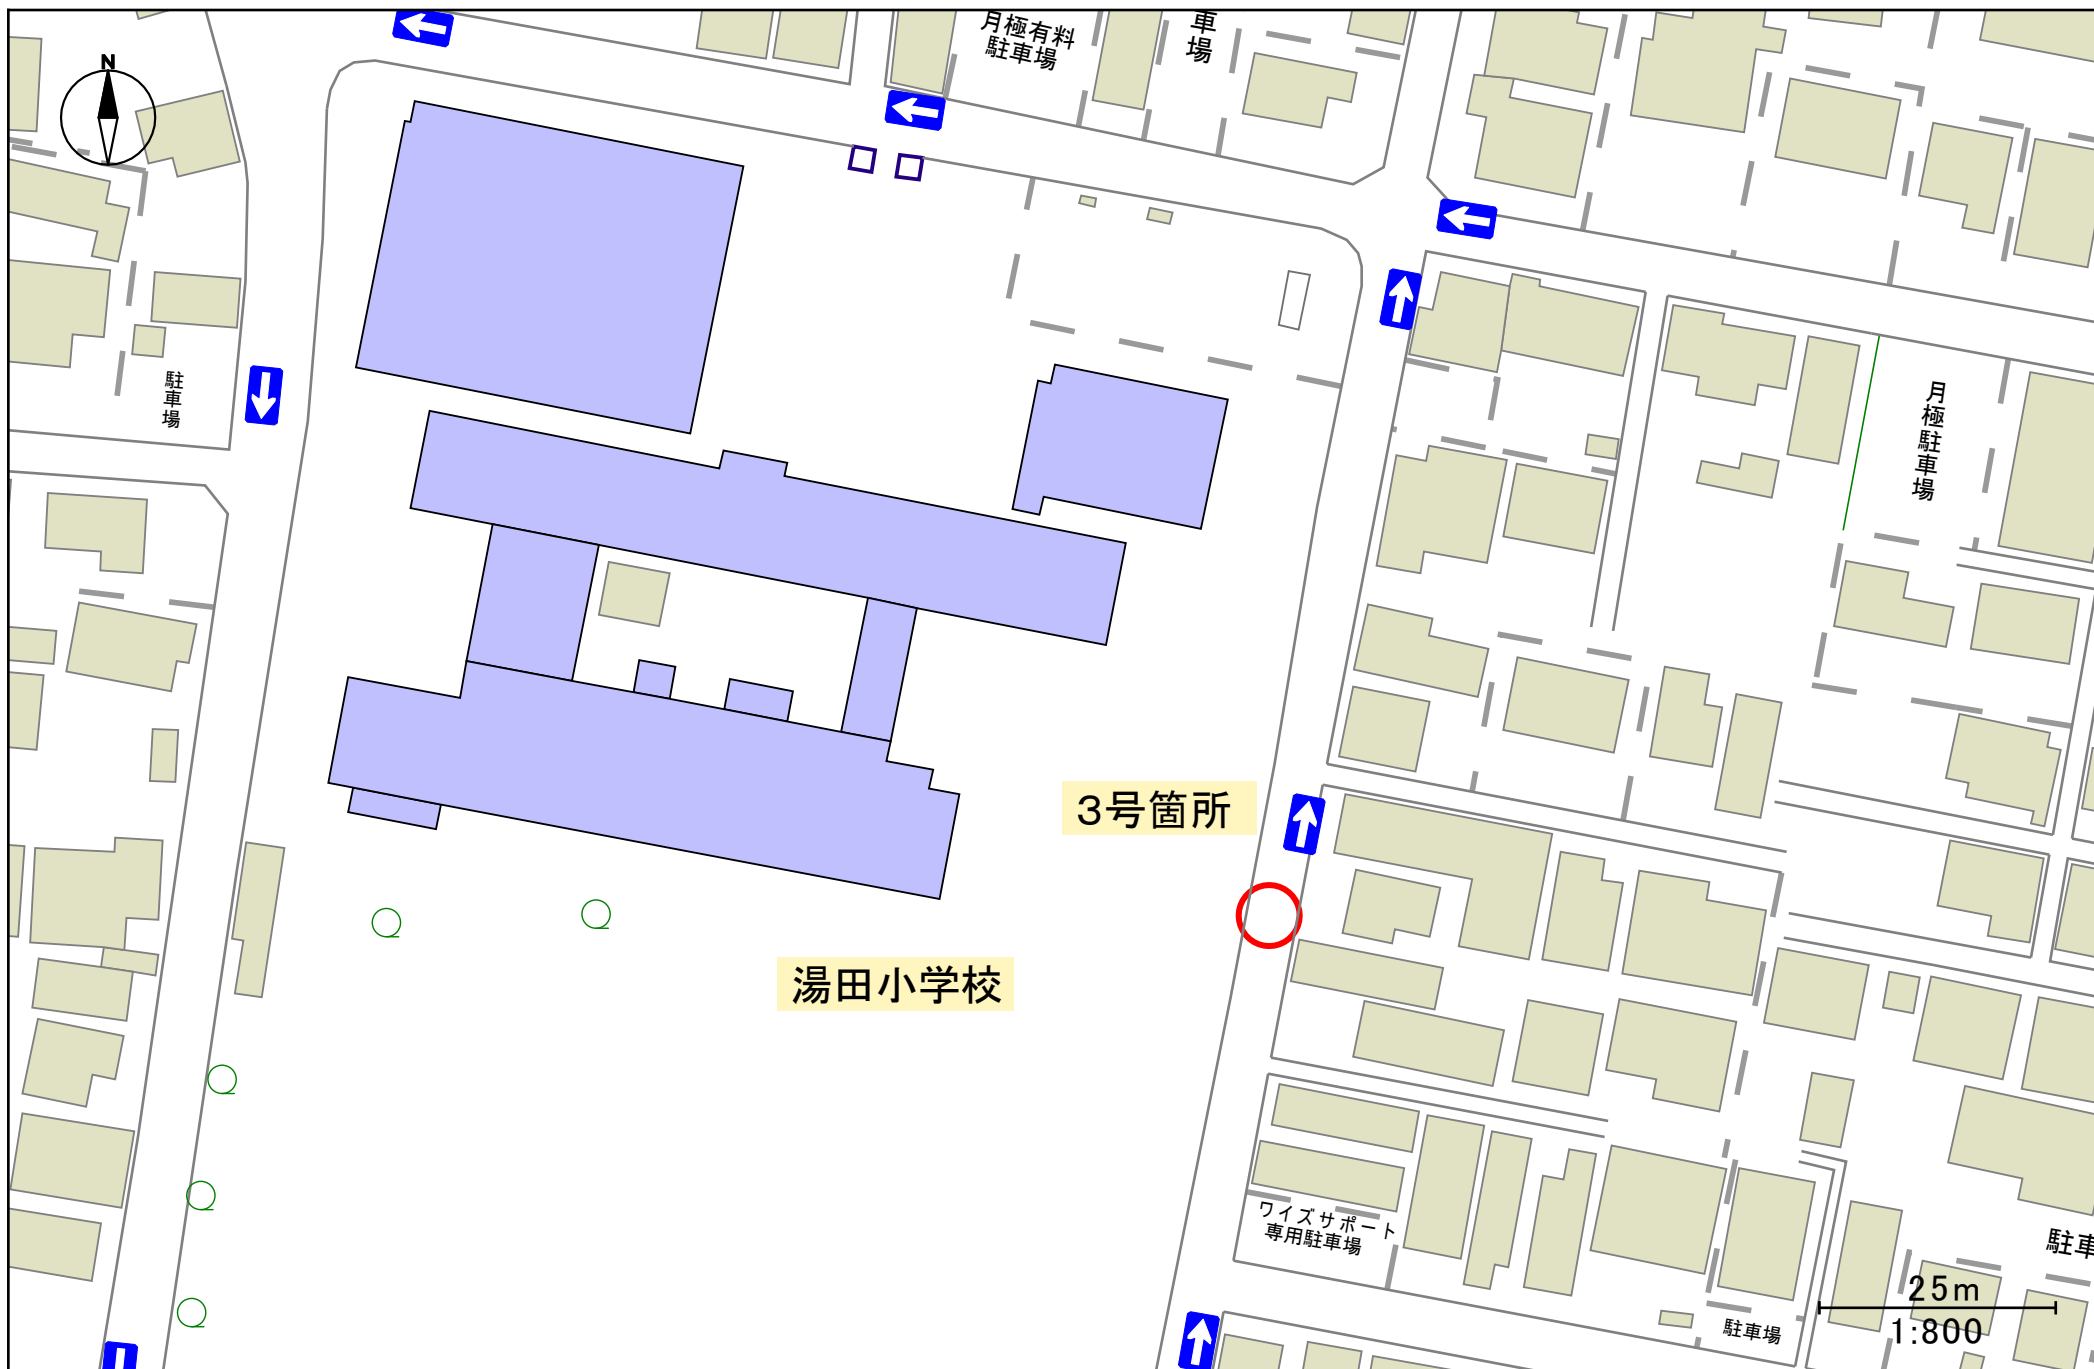 N
月極有料
駐車場
車場
駐車場
月極駐車場
3号箇所
湯田小学校
ワイズサポート
専用駐車場
駐車
25m
1:800
駐車場